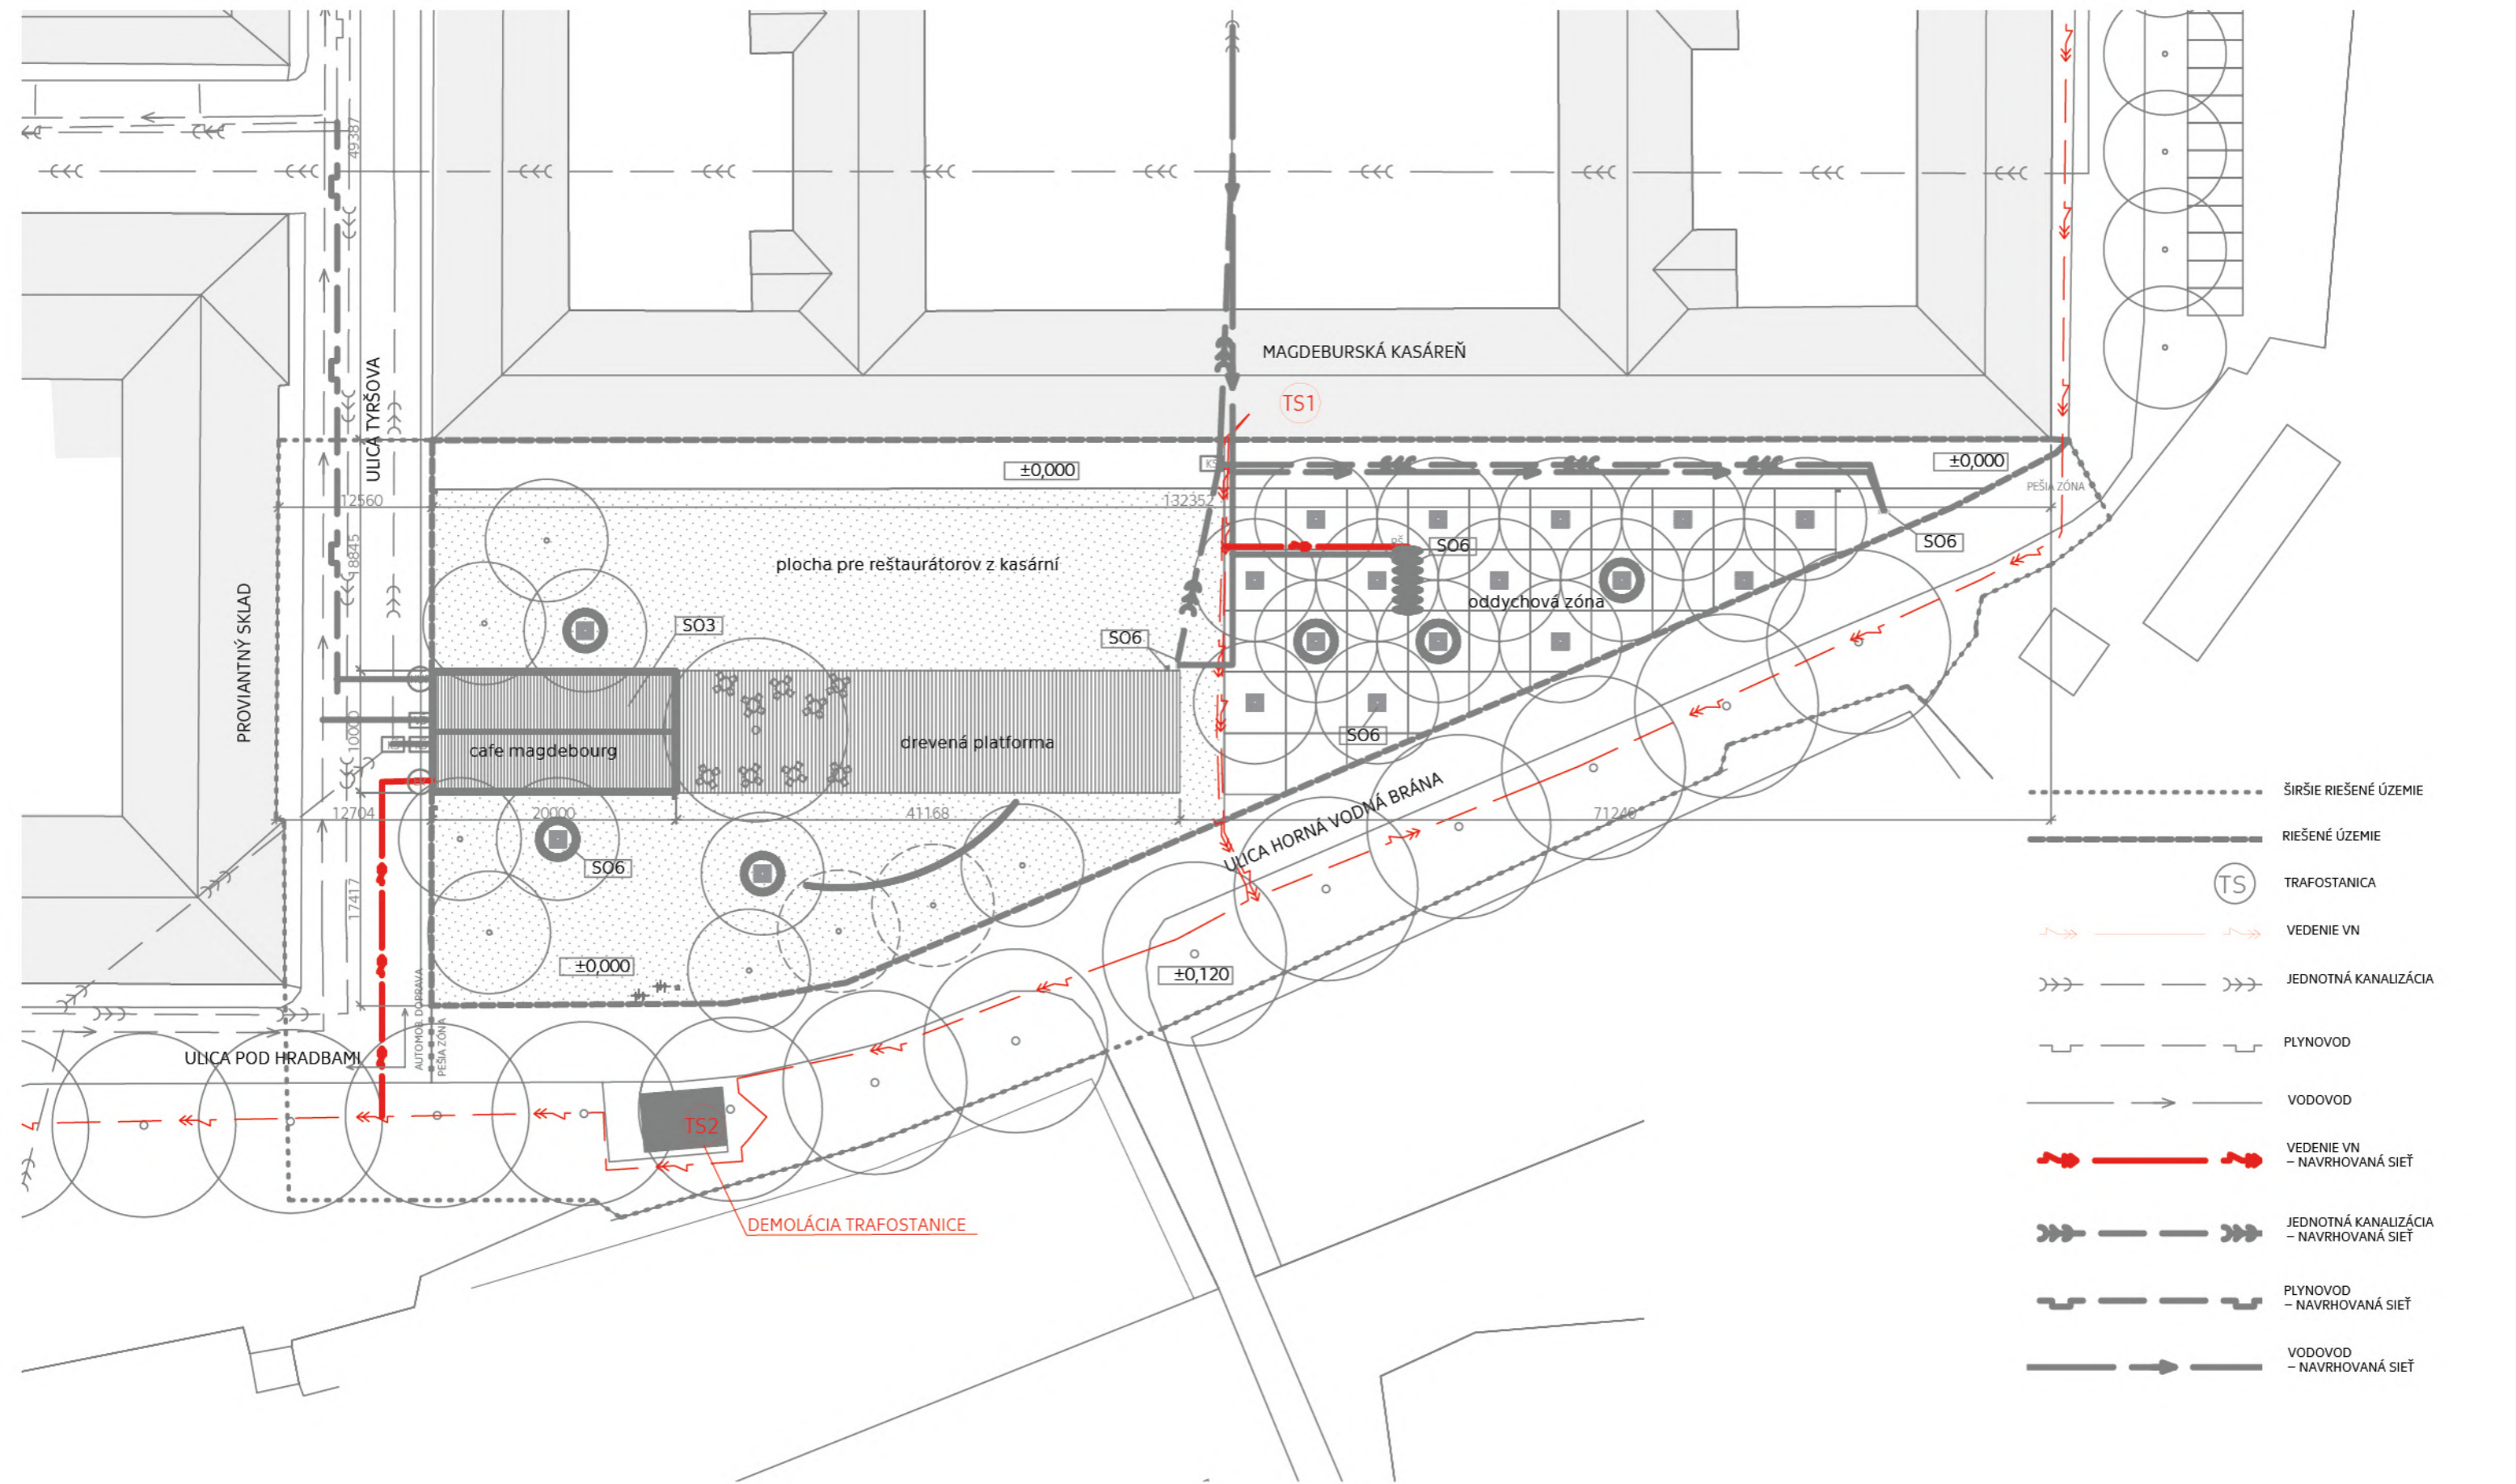 49387
ULICA TYRŠOVA
MAGDEBURSKÁ KASÁREŇ
TS1
±0,000
±0,000
PEŠIA ZÓNA
12560
132352
SO6
SO6
18845
plocha pre reštaurátorov z kasární
oddychová zóna
PROVIANTNÝ SKLAD
SO3
SO6
10000
cafe magdebourg
drevená platforma
SO6
12704
20000
41168
71240
ULICA HORNÁ VODNÁ BRÁNA
SO6
17417
±0,000
±0,120
AUTOMOB. DOPRAVA
PEŠIA ZÓNA
ULICA POD HRADBAMI
TS2
DEMOLÁCIA TRAFOSTANICE
ŠIRŠIE RIEŠENÉ ÚZEMIE
RIEŠENÉ ÚZEMIE
TS
TRAFOSTANICA
VEDENIE VN
JEDNOTNÁ KANALIZÁCIA
PLYNOVOD
VODOVOD
VEDENIE VN
– NAVRHOVANÁ SIEŤ
JEDNOTNÁ KANALIZÁCIA
– NAVRHOVANÁ SIEŤ
PLYNOVOD
– NAVRHOVANÁ SIEŤ
VODOVOD
– NAVRHOVANÁ SIEŤ